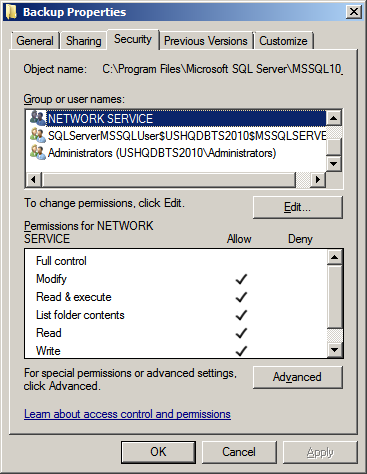 Backup Properties
General Sharing Security Previous Versions Customize
Object name: C:\Program Files\Microsoft SQL Server\MSSQL10_
Group or user names:
NETWORK SERVICE
SQLServerMSSQLUser$USHQDBTS2010$MSSQLSERVE
Administrators (USHQDBTS2010\Administrators)
To change permissions, click Edit.
Edit...
Permissions for NETWORK
SERVICE Allow Deny
Full control
Modify
Read & execute
List folder contents
Read
Write
For special permissions or advanced settings,
click Advanced.
Advanced
Learn about access control and permissions
OK Cancel Apply